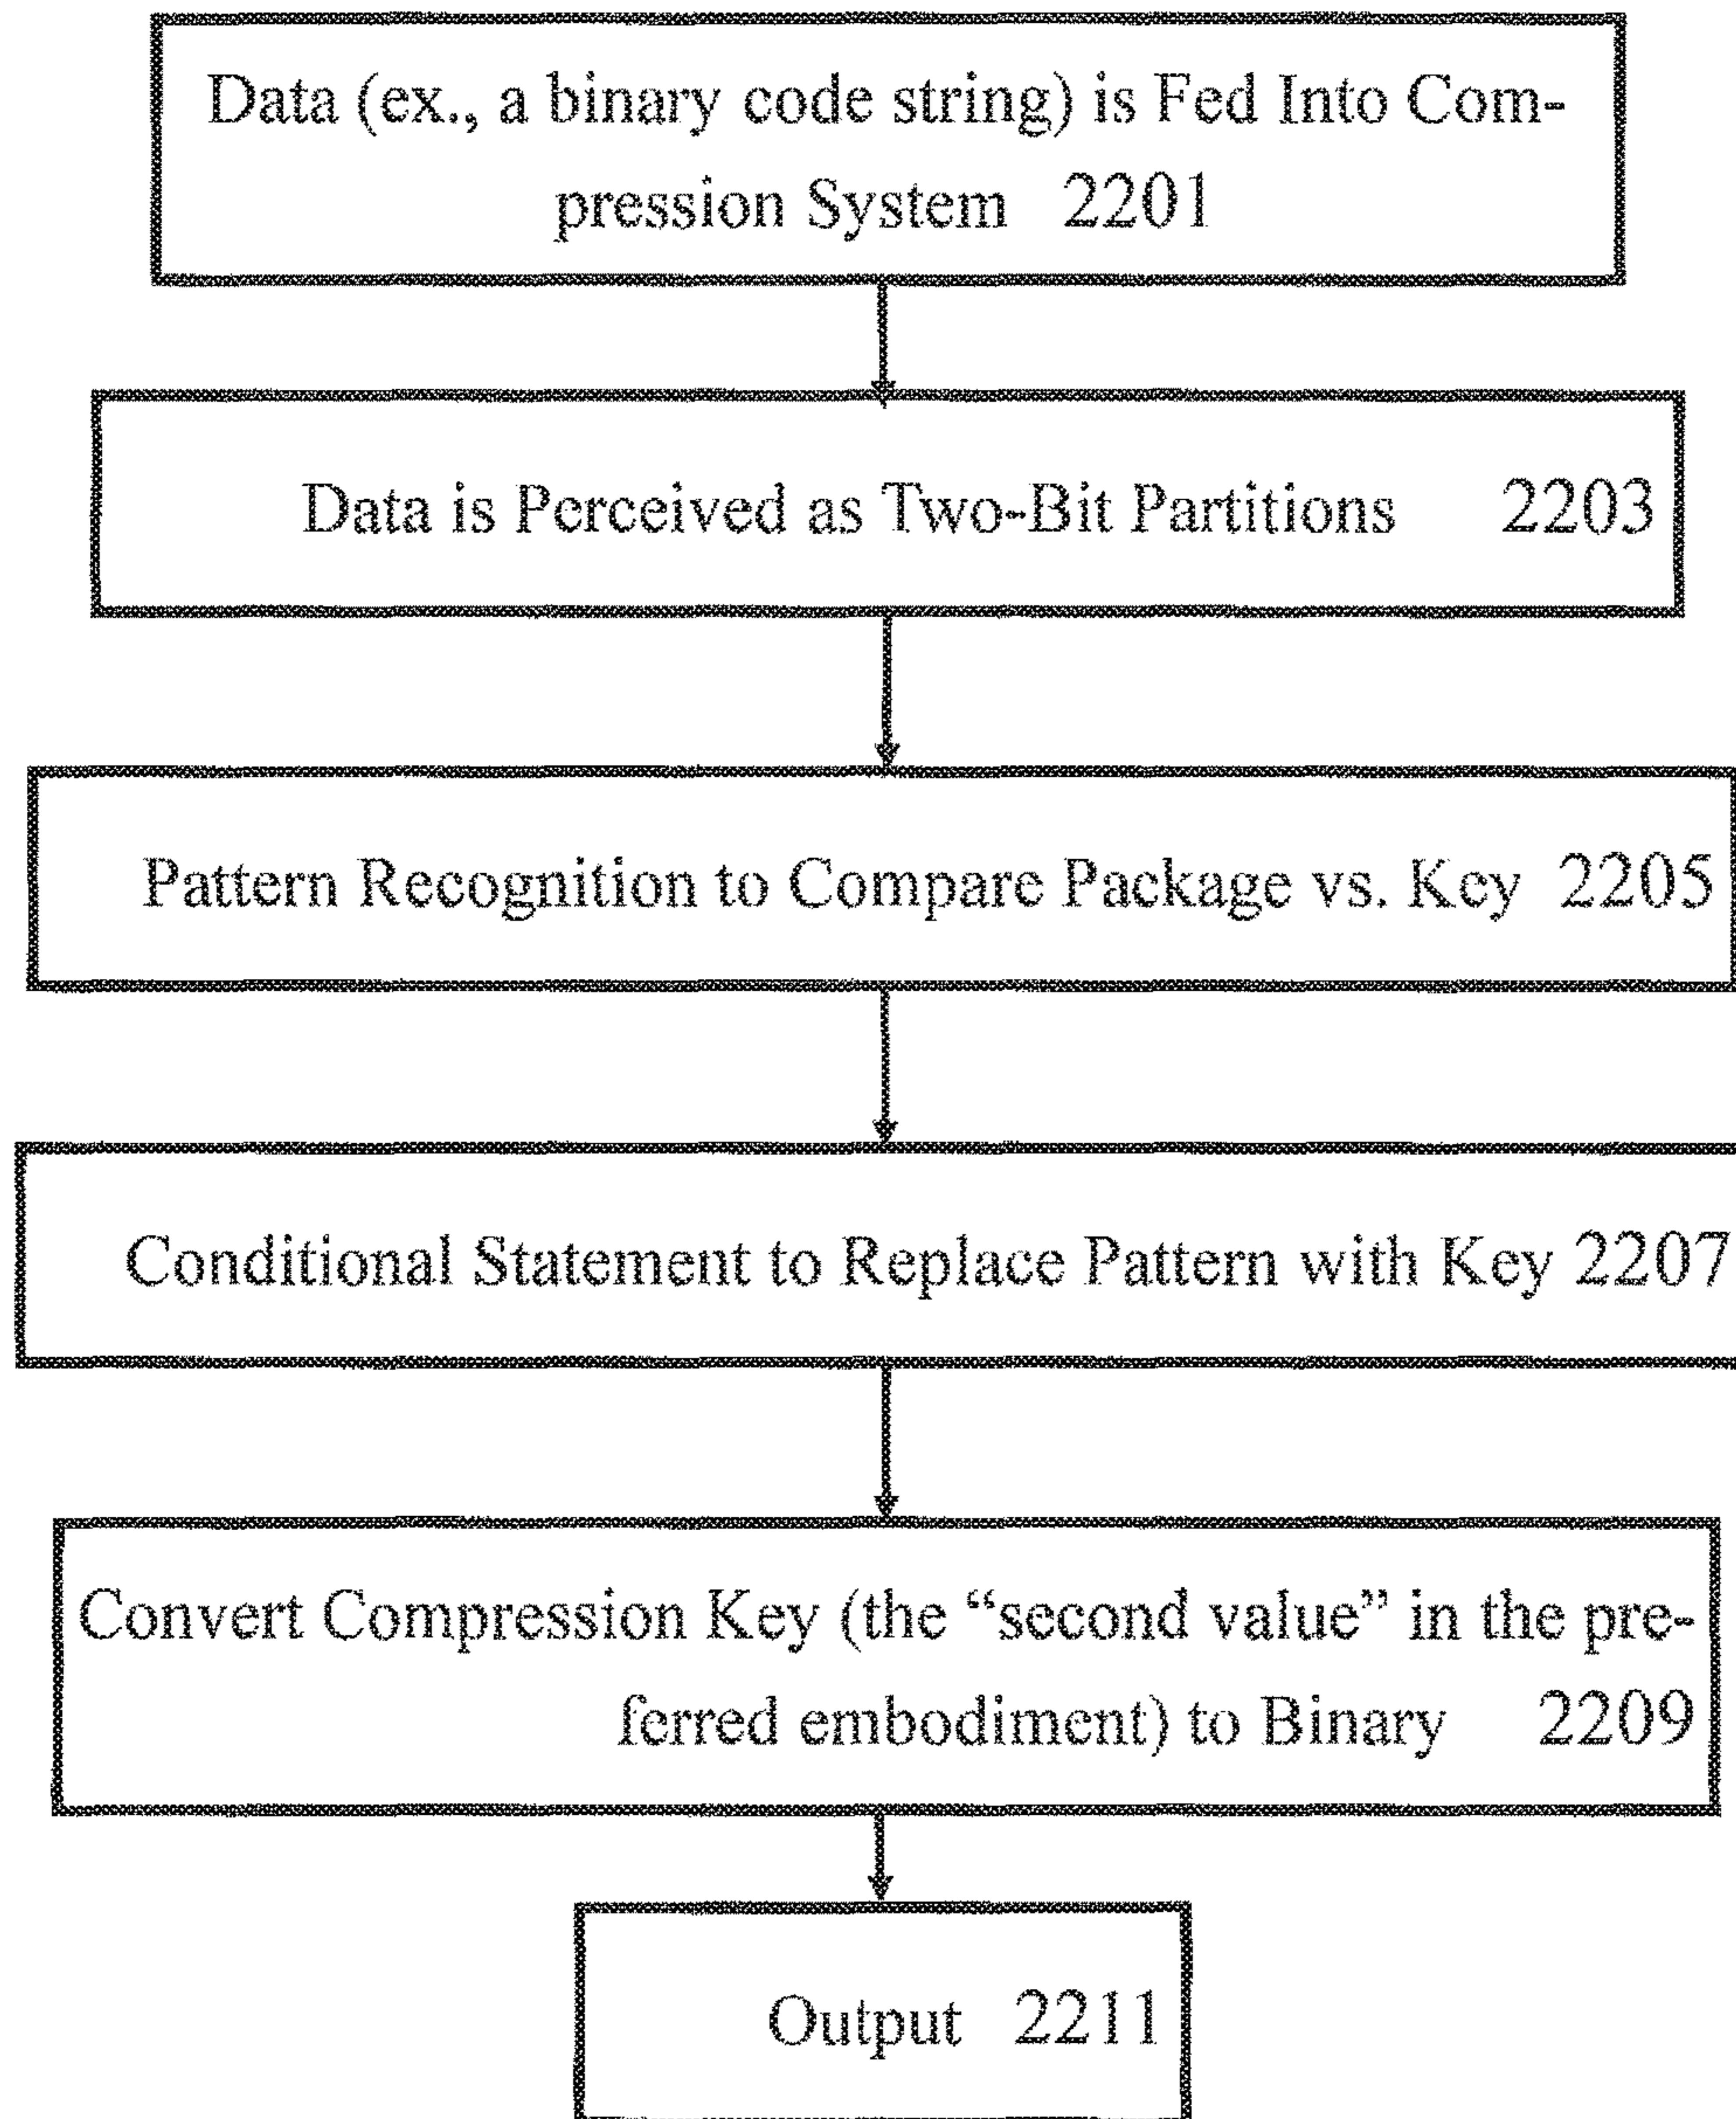 Data (ex., a binary code string) is Fed Into Com-
pression System 2201
Data is Perceived as Two-Bit Partitions 2203
Pattern Recognition to Compare Package vs. Key 2205
Conditional Statement to Replace Pattern with Key 2207
Convert Compression Key (the “second value” in the pre-
ferred embodiment) to Binary 2209
Output 2211